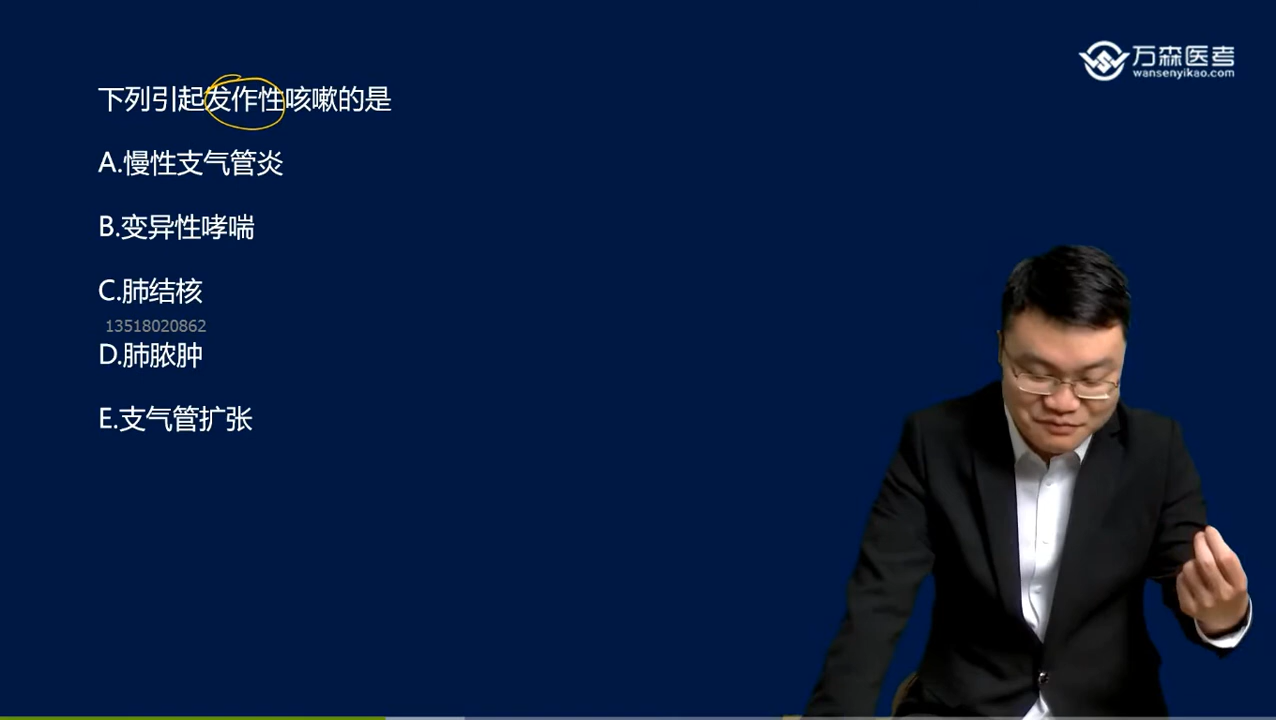 万森医考
wansenyikao.com
下列引起发作性咳嗽的是
A.慢性支气管炎
B.变异性哮喘
C.肺结核
13518020862
D.肺脓肿
E.支气管扩张